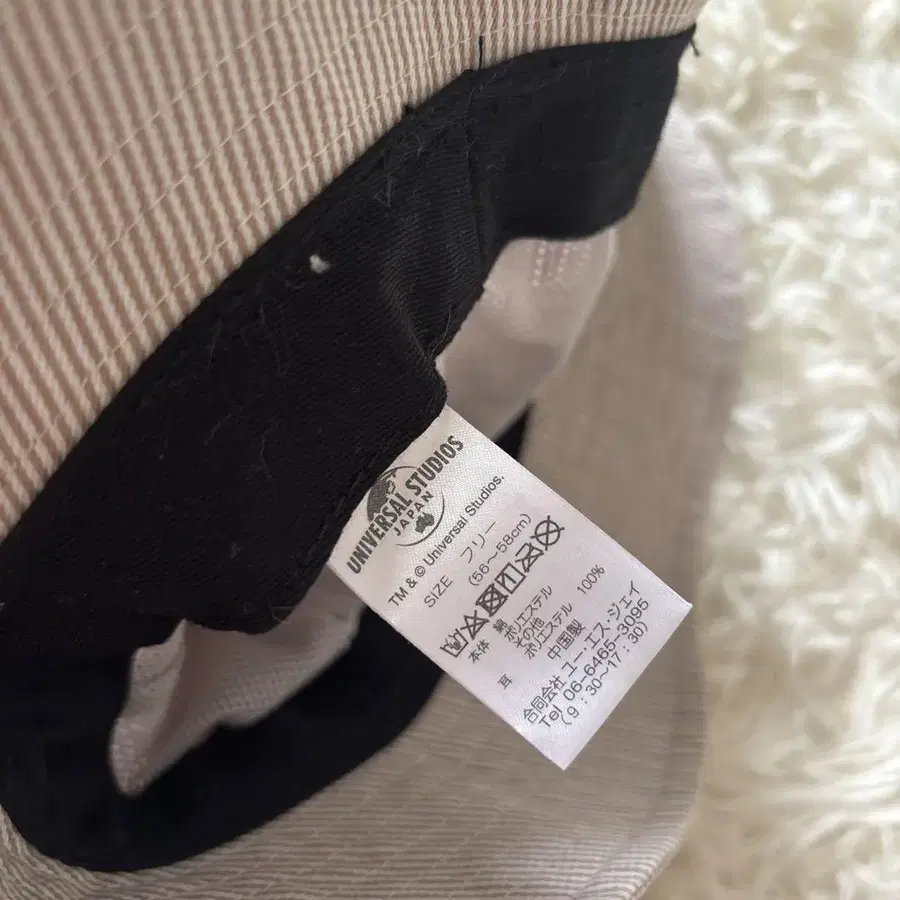 UNIVERSAL STUDIOS
JAPAN
TM & © Universal Studios.
SIZE フリー
(56～58cm)
本体 綿
ポリエステル
その他
耳 ポリエステル 100%
中国製
合同会社 ユー・エス・ジェイ
Tel 06-6465-3095
(9:30～17:30)